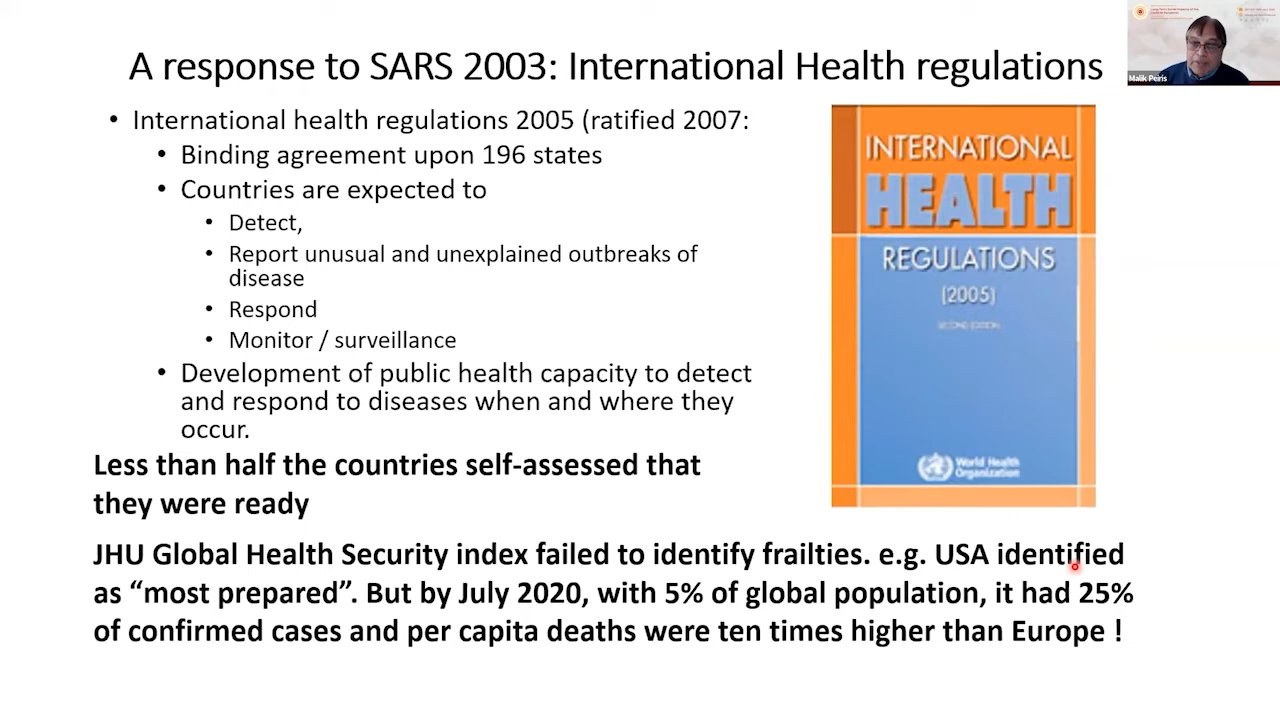 A response to SARS 2003: International Health regulations
• International health regulations 2005 (ratified 2007:
• Binding agreement upon 196 states
• Countries are expected to
• Detect,
• Report unusual and unexplained outbreaks of
disease
• Respond
• Monitor / surveillance
• Development of public health capacity to detect
and respond to diseases when and where they
occur.
Less than half the countries self-assessed that
they were ready
JHU Global Health Security index failed to identify frailties. e.g. USA identified
as “most prepared”. But by July 2020, with 5% of global population, it had 25%
of confirmed cases and per capita deaths were ten times higher than Europe !
INTERNATIONAL
HEALTH
REGULATIONS
(2005)
SECOND EDITION
World Health
Organization
Malik Peiris